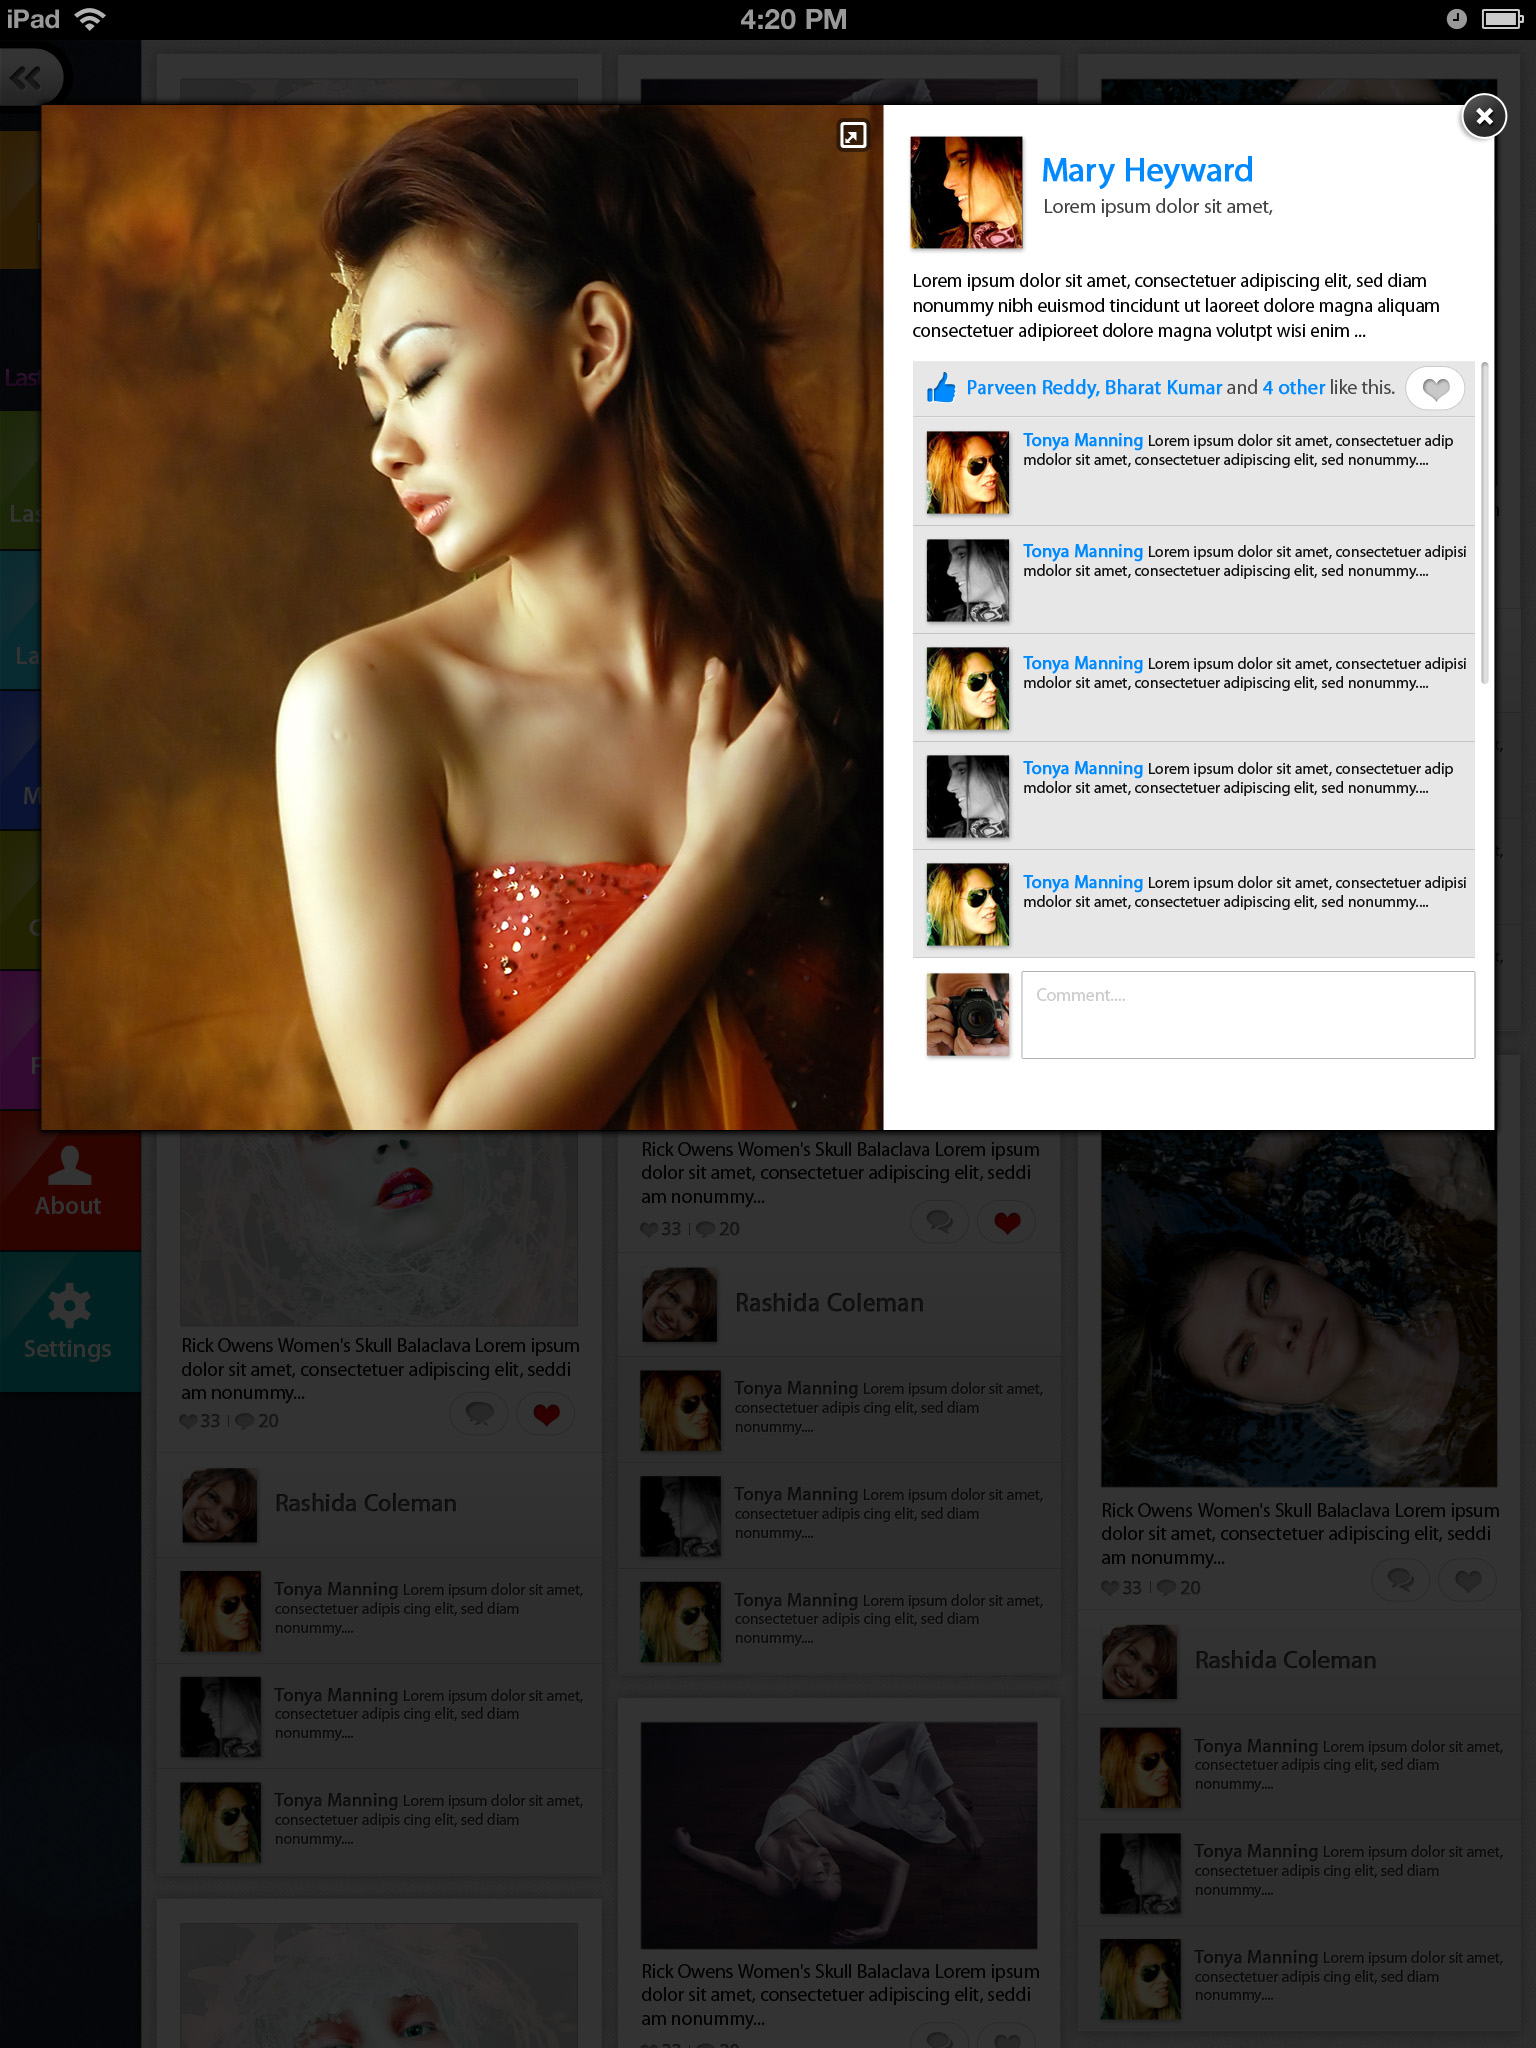 iPad
4:20 PM
Mary Heyward
Lorem ipsum dolor sit amet,
Lorem ipsum dolor sit amet, consectetuer adipiscing elit, sed diam
nonummy nibh euismod tincidunt ut laoreet dolore magna aliquam
consectetuer adipioreet dolore magna volutpt wisi enim ...
Parveen Reddy, Bharat Kumar and 4 other like this.
Tonya Manning Lorem ipsum dolor sit amet, consectetuer adip
mdolor sit amet, consectetuer adipiscing elit, sed nonummy....
Tonya Manning Lorem ipsum dolor sit amet, consectetuer adipisi
mdolor sit amet, consectetuer adipiscing elit, sed nonummy....
Tonya Manning Lorem ipsum dolor sit amet, consectetuer adipisi
mdolor sit amet, consectetuer adipiscing elit, sed nonummy....
Tonya Manning Lorem ipsum dolor sit amet, consectetuer adip
mdolor sit amet, consectetuer adipiscing elit, sed nonummy....
Tonya Manning Lorem ipsum dolor sit amet, consectetuer adipisi
mdolor sit amet, consectetuer adipiscing elit, sed nonummy....
Comment....
About
Settings
Rick Owens Women's Skull Balaclava Lorem ipsum
dolor sit amet, consectetuer adipiscing elit, seddi
am nonummy...
33 | 20
Rashida Coleman
Tonya Manning Lorem ipsum dolor sit amet,
consectetuer adipis cing elit, sed diam
nonummy....
Tonya Manning Lorem ipsum dolor sit amet,
consectetuer adipis cing elit, sed diam
nonummy....
Tonya Manning Lorem ipsum dolor sit amet,
consectetuer adipis cing elit, sed diam
nonummy....
Rick Owens Women's Skull Balaclava Lorem ipsum
dolor sit amet, consectetuer adipiscing elit, seddi
am nonummy...
33 | 20
Rashida Coleman
Tonya Manning Lorem ipsum dolor sit amet,
consectetuer adipis cing elit, sed diam
nonummy....
Tonya Manning Lorem ipsum dolor sit amet,
consectetuer adipis cing elit, sed diam
nonummy....
Tonya Manning Lorem ipsum dolor sit amet,
consectetuer adipis cing elit, sed diam
nonummy....
Rick Owens Women's Skull Balaclava Lorem ipsum
dolor sit amet, consectetuer adipiscing elit, seddi
am nonummy...
Rick Owens Women's Skull Balaclava Lorem ipsum
dolor sit amet, consectetuer adipiscing elit, seddi
am nonummy...
33 | 20
Rashida Coleman
Tonya Manning Lorem ipsum dolor sit amet,
consectetuer adipis cing elit, sed diam
nonummy....
Tonya Manning Lorem ipsum dolor sit amet,
consectetuer adipis cing elit, sed diam
nonummy....
Tonya Manning Lorem ipsum dolor sit amet,
consectetuer adipis cing elit, sed diam
nonummy....